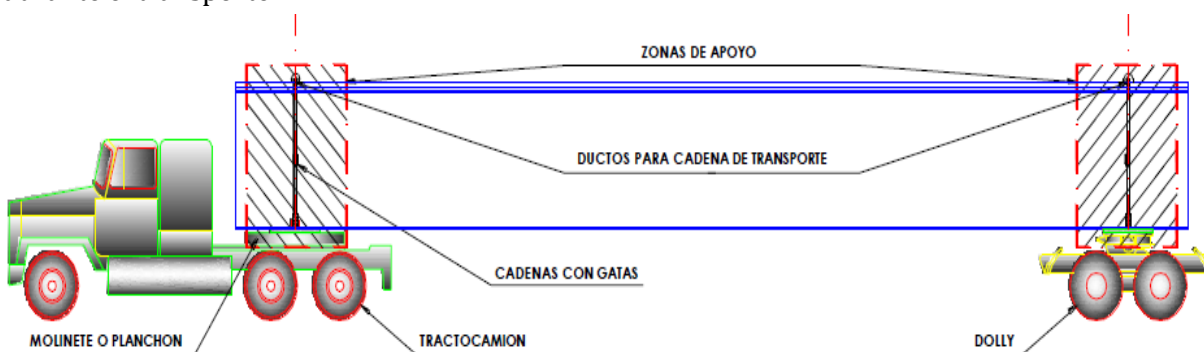 ZONAS DE APOYO
DUCTOS PARA CADENA DE TRANSPORTE
CADENAS CON GATAS
MOLINETE O PLANCHON
TRACTOCAMION
DOLLY